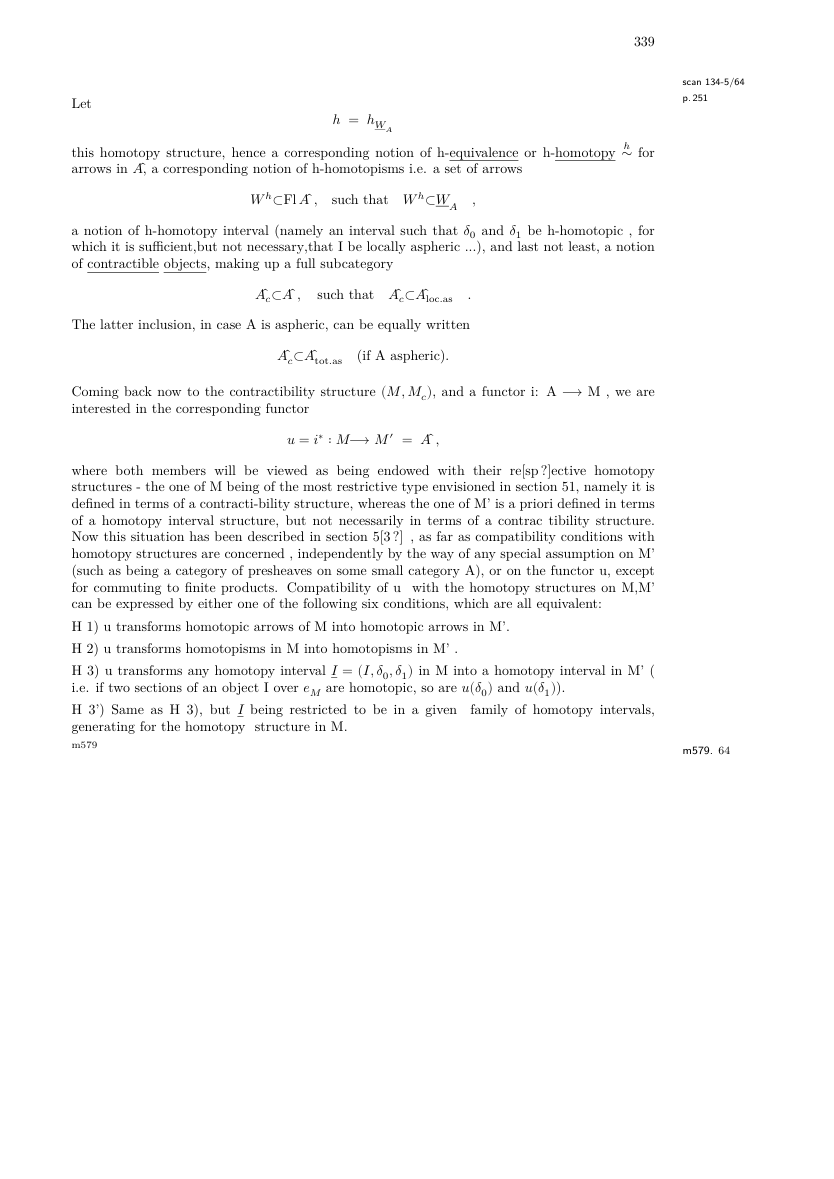 339
scan 134-5/64
p. 251
Let
h = h_{W_A}
this homotopy structure, hence a corresponding notion of h-equivalence or h-homotopy ∼^h for
arrows in Aˆ, a corresponding notion of h-homotopisms i.e. a set of arrows
W^h⊂Fl Aˆ , such that W^h⊂W_A ,
a notion of h-homotopy interval (namely an interval such that δ_0 and δ_1 be h-homotopic , for
which it is sufficient,but not necessary,that I be locally aspheric ...), and last not least, a notion
of contractible objects, making up a full subcategory
Aˆ_c⊂Aˆ , such that Aˆ_c⊂Aˆ_{loc.as} .
The latter inclusion, in case A is aspheric, can be equally written
Aˆ_c⊂Aˆ_{tot.as} (if A aspheric).
Coming back now to the contractibility structure (M, M_c), and a functor i: A ⟶ M , we are
interested in the corresponding functor
u = i* : M⟶ M′ = Aˆ ,
where both members will be viewed as being endowed with their re[sp ?]ective homotopy
structures - the one of M being of the most restrictive type envisioned in section 51, namely it is
defined in terms of a contracti-bility structure, whereas the one of M' is a priori defined in terms
of a homotopy interval structure, but not necessarily in terms of a contrac tibility structure.
Now this situation has been described in section 5[3 ?] , as far as compatibility conditions with
homotopy structures are concerned , independently by the way of any special assumption on M'
(such as being a category of presheaves on some small category A), or on the functor u, except
for commuting to finite products. Compatibility of u with the homotopy structures on M,M'
can be expressed by either one of the following six conditions, which are all equivalent:
H 1) u transforms homotopic arrows of M into homotopic arrows in M'.
H 2) u transforms homotopisms in M into homotopisms in M' .
H 3) u transforms any homotopy interval I = (I, δ_0, δ_1) in M into a homotopy interval in M' (
i.e. if two sections of an object I over e_M are homotopic, so are u(δ_0) and u(δ_1)).
H 3') Same as H 3), but I being restricted to be in a given family of homotopy intervals,
generating for the homotopy structure in M.
m579
m579. 64